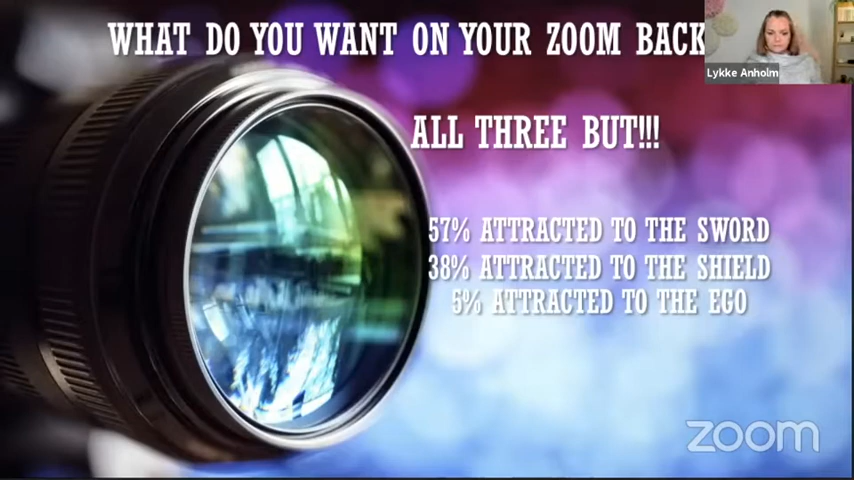 WHAT DO YOU WANT ON YOUR ZOOM BACK
Lykke Anholm
ALL THREE BUT!!!
57% ATTRACTED TO THE SWORD
38% ATTRACTED TO THE SHIELD
5% ATTRACTED TO THE EGO
zoom